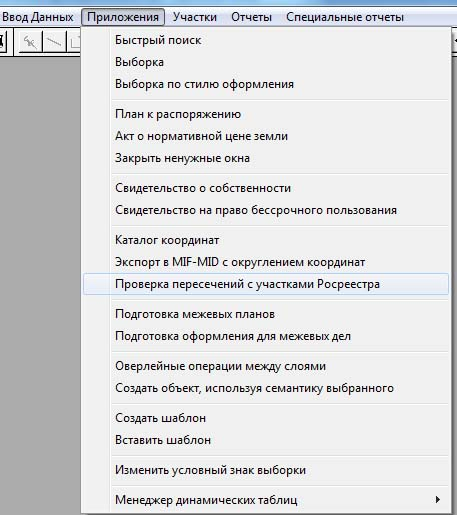 Ввод Данных Приложения Участки Отчеты Специальные отчеты
Быстрый поиск
Выборка
Выборка по стилю оформления
План к распоряжению
Акт о нормативной цене земли
Закрыть ненужные окна
Свидетельство о собственности
Свидетельство на право бессрочного пользования
Каталог координат
Экспорт в MIF-MID с округлением координат
Проверка пересечений с участками Росреестра
Подготовка межевых планов
Подготовка оформления для межевых дел
Оверлейные операции между слоями
Создать объект, используя семантику выбранного
Создать шаблон
Вставить шаблон
Изменить условный знак выборки
Менеджер динамических таблиц